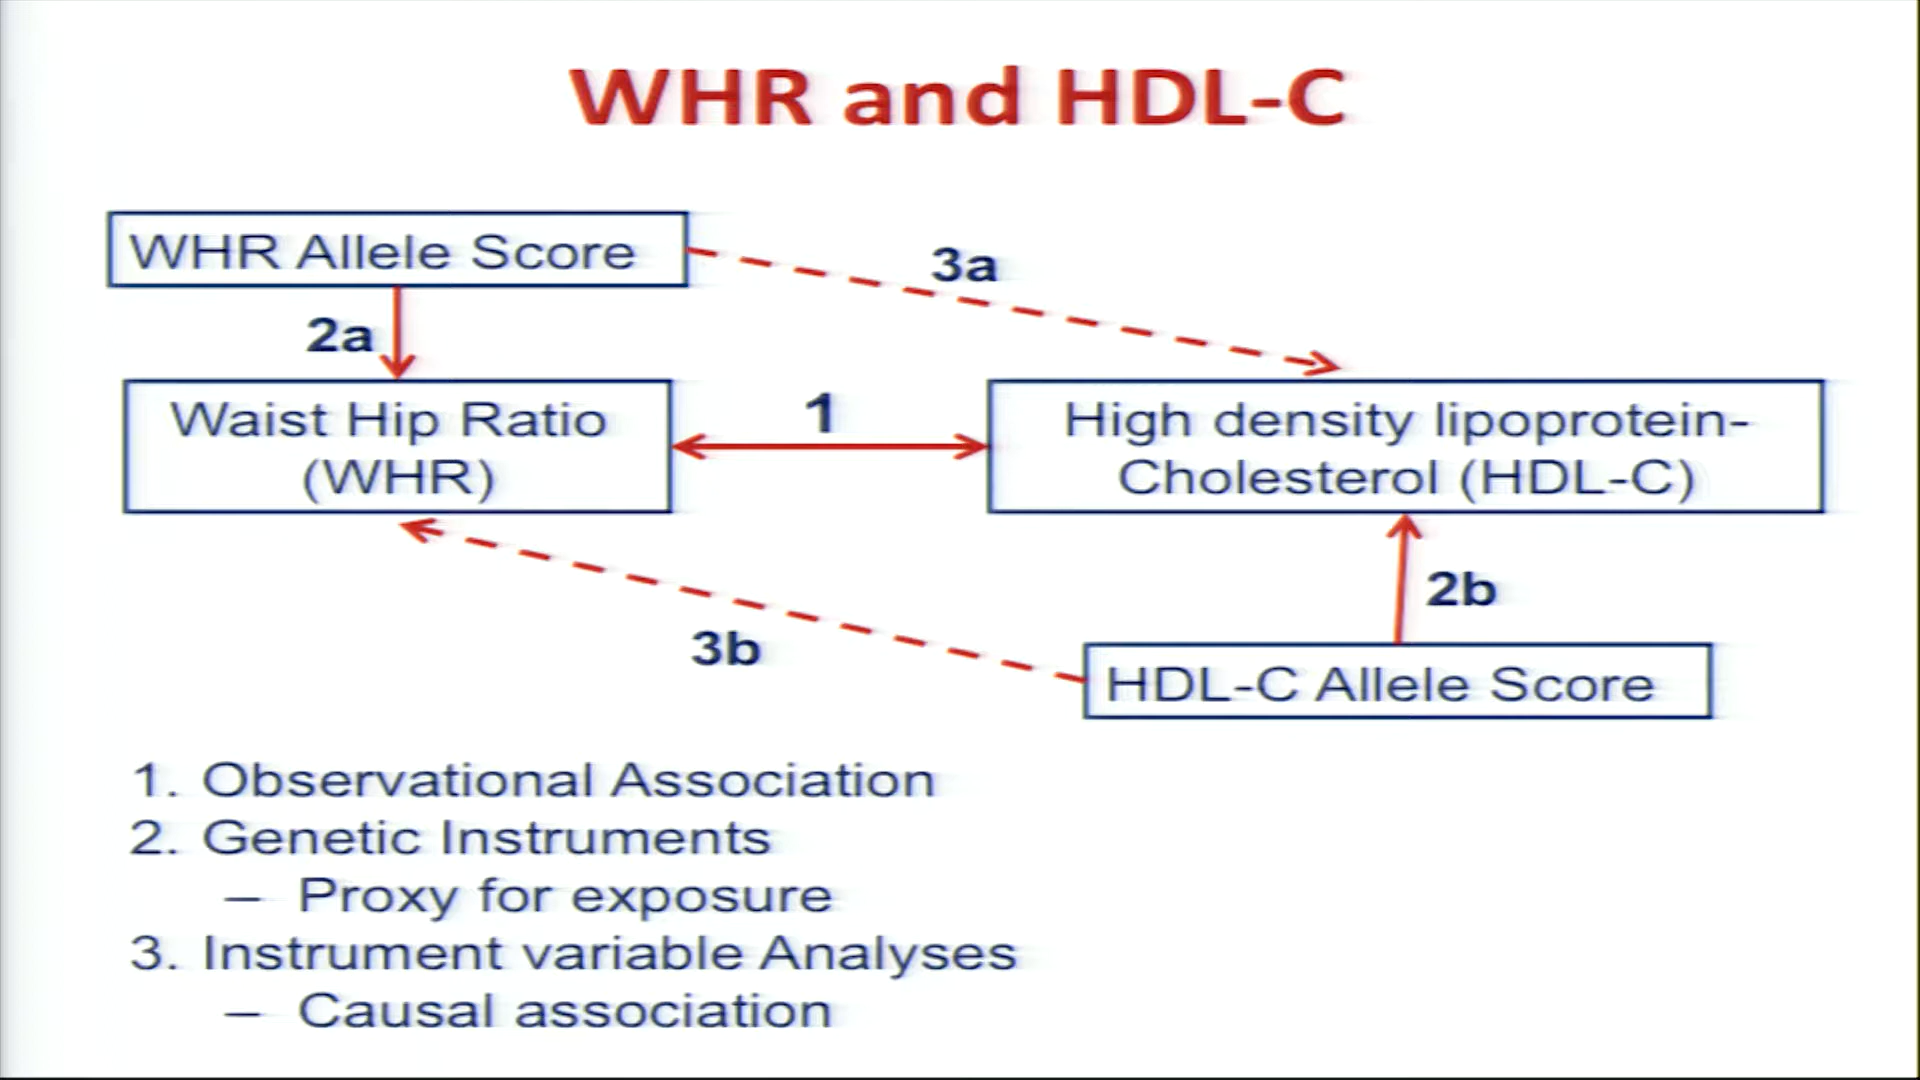 WHR and HDL-C
WHR Allele Score
3a
2a
Waist Hip Ratio
(WHR)
1
High density lipoprotein-
Cholesterol (HDL-C)
3b
2b
HDL-C Allele Score
1. Observational Association
2. Genetic Instruments
– Proxy for exposure
3. Instrument variable Analyses
– Causal association